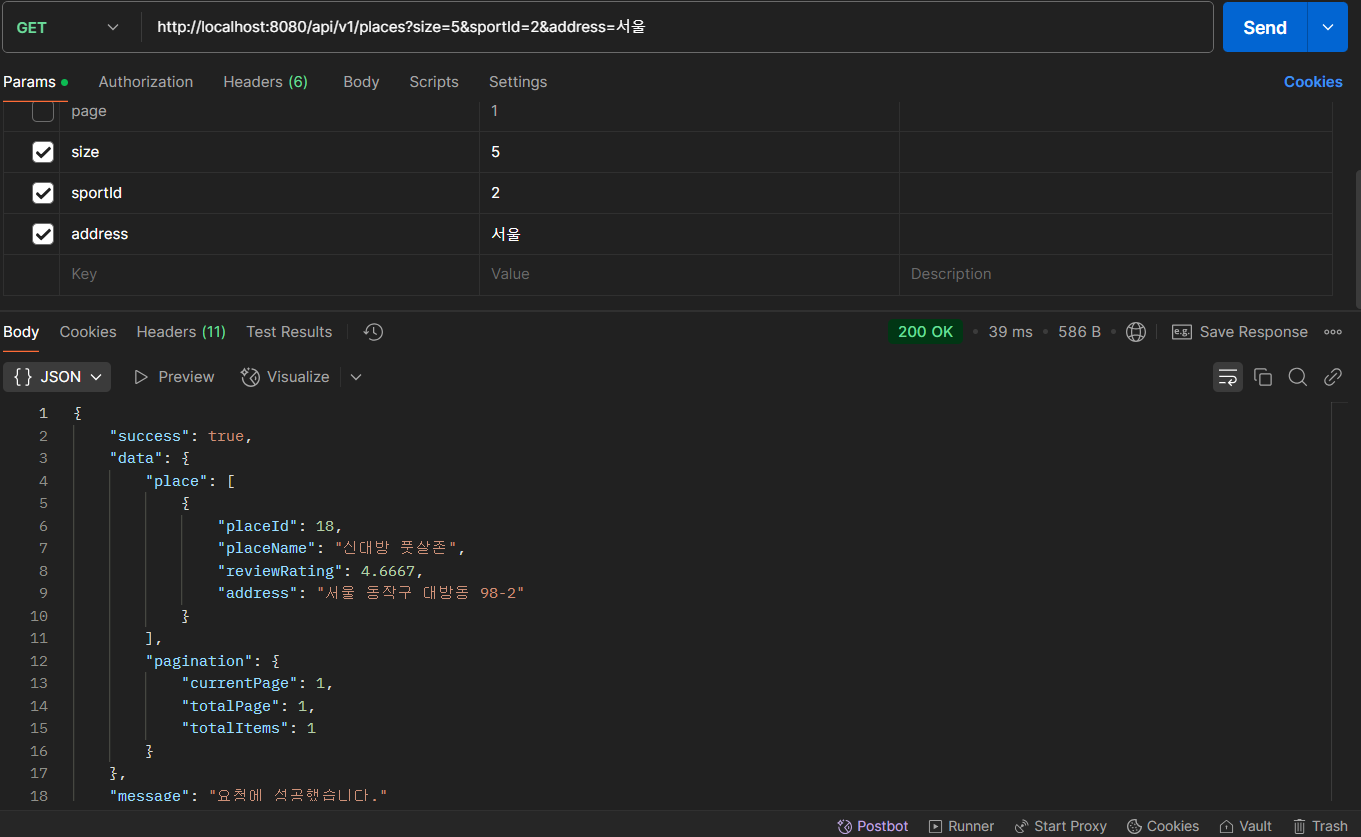 GET http://localhost:8080/api/v1/places?size=5&sportId=2&address=서울 Send
Params Authorization Headers (6) Body Scripts Settings Cookies
page 1
size 5
sportId 2
address 서울
Key Value Description
Body Cookies Headers (11) Test Results 200 OK 39 ms 586 B e.g. Save Response
{} JSON Preview Visualize
1 {
2 "success": true,
3 "data": {
4 "place": [
5 {
6 "placeId": 18,
7 "placeName": "신대방 풋살존",
8 "reviewRating": 4.6667,
9 "address": "서울 동작구 대방동 98-2"
10 }
11 ],
12 "pagination": {
13 "currentPage": 1,
14 "totalPage": 1,
15 "totalItems": 1
16 }
17 },
18 "message": "요청에 성공했습니다."
Postbot Runner Start Proxy Cookies Vault Trash